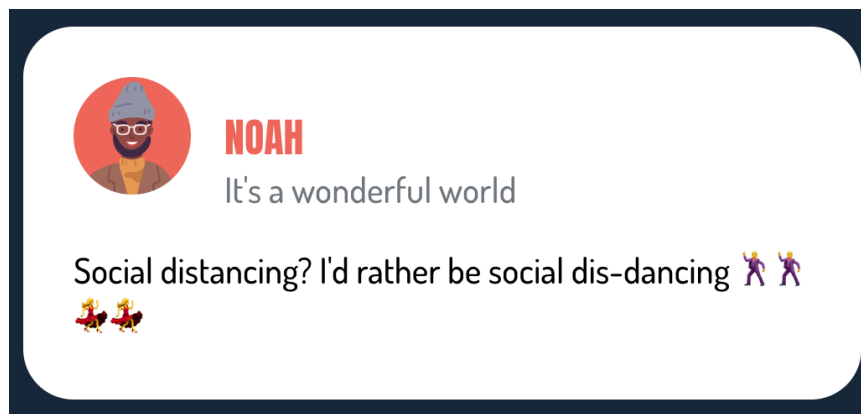 NOAH
It's a wonderful world
Social distancing? I'd rather be social dis-dancing 🕺🕺
💃💃